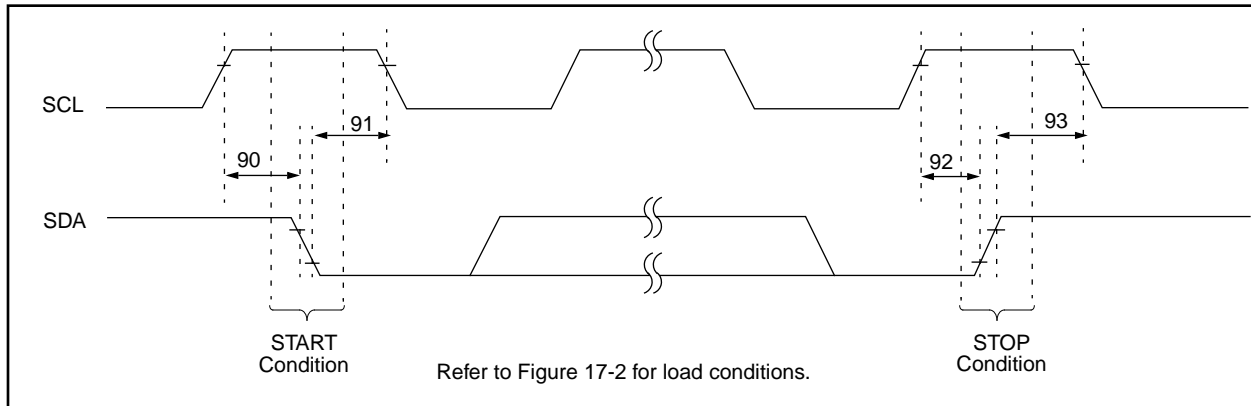 SCL
91
93
90
92
SDA
START
Condition
STOP
Condition
Refer to Figure 17-2 for load conditions.